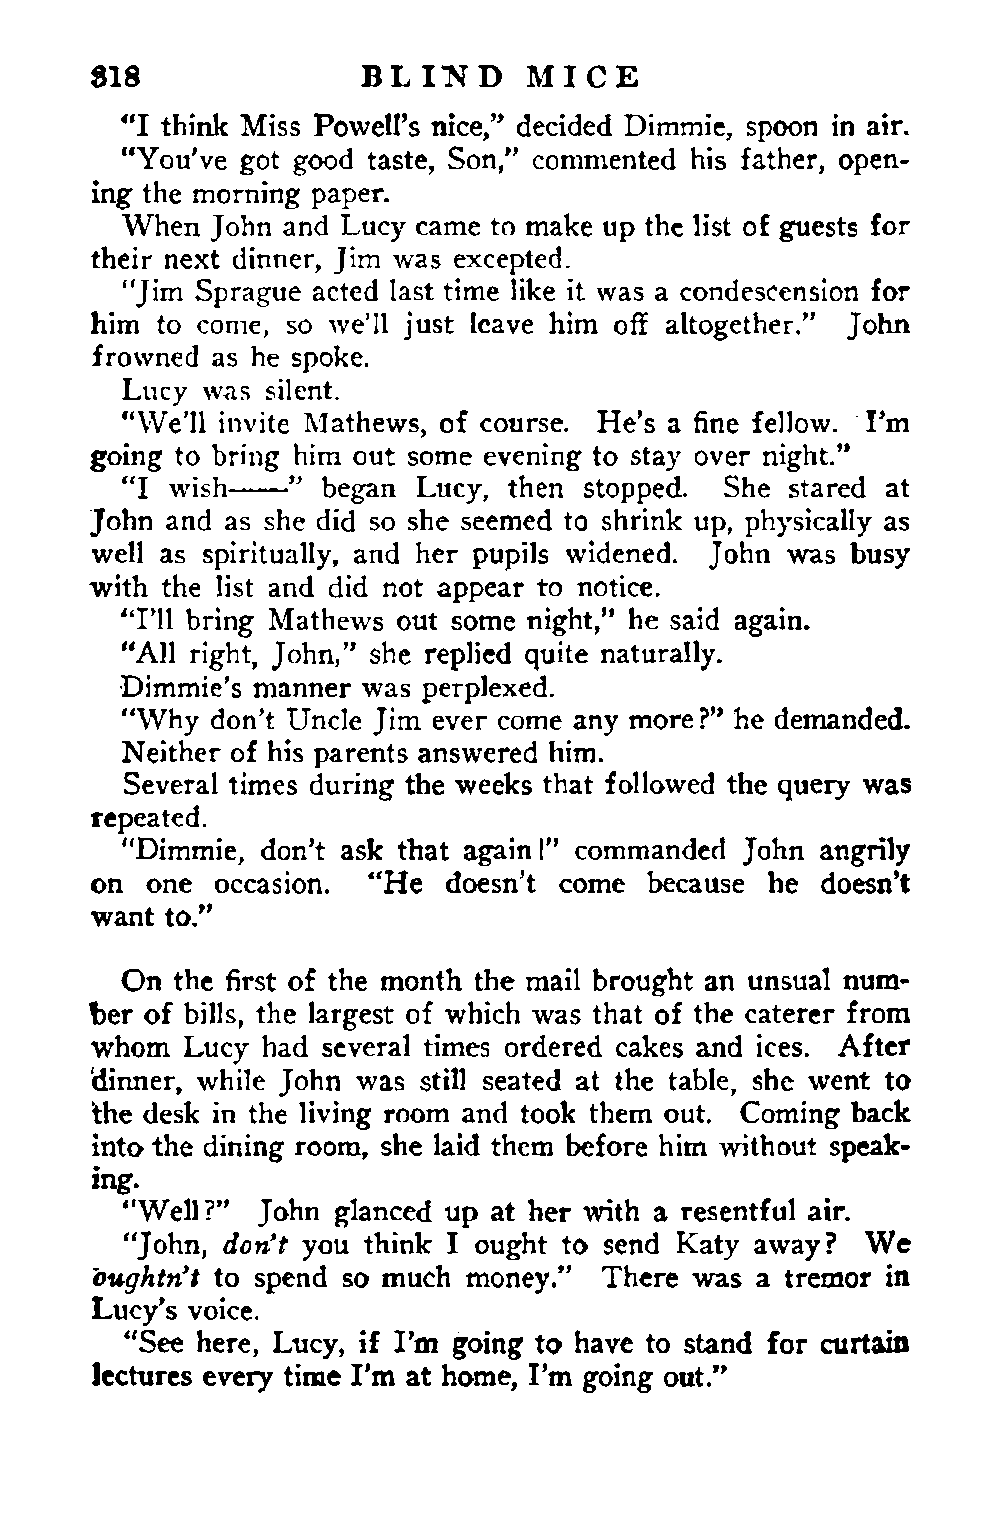 318 BLIND MICE
“I think Miss Powell’s nice,” decided Dimmie, spoon in air.
“You’ve got good taste, Son,” commented his father, open-
ing the morning paper.
When John and Lucy came to make up the list of guests for
their next dinner, Jim was excepted.
“Jim Sprague acted last time like it was a condescension for
him to come, so we’ll just leave him off altogether.” John
frowned as he spoke.
Lucy was silent.
“We’ll invite Mathews, of course. He’s a fine fellow. I’m
going to bring him out some evening to stay over night.”
“I wish——” began Lucy, then stopped. She stared at
John and as she did so she seemed to shrink up, physically as
well as spiritually, and her pupils widened. John was busy
with the list and did not appear to notice.
“I’ll bring Mathews out some night,” he said again.
“All right, John,” she replied quite naturally.
Dimmie’s manner was perplexed.
“Why don’t Uncle Jim ever come any more?” he demanded.
Neither of his parents answered him.
Several times during the weeks that followed the query was
repeated.
“Dimmie, don’t ask that again!” commanded John angrily
on one occasion. “He doesn’t come because he doesn’t
want to.”
On the first of the month the mail brought an unusual num-
ber of bills, the largest of which was that of the caterer from
whom Lucy had several times ordered cakes and ices. After
dinner, while John was still seated at the table, she went to
the desk in the living room and took them out. Coming back
into the dining room, she laid them before him without speak-
ing.
“Well?” John glanced up at her with a resentful air.
“John, don’t you think I ought to send Katy away? We
oughtn’t to spend so much money.” There was a tremor in
Lucy’s voice.
“See here, Lucy, if I’m going to have to stand for curtain
lectures every time I’m at home, I’m going out.”